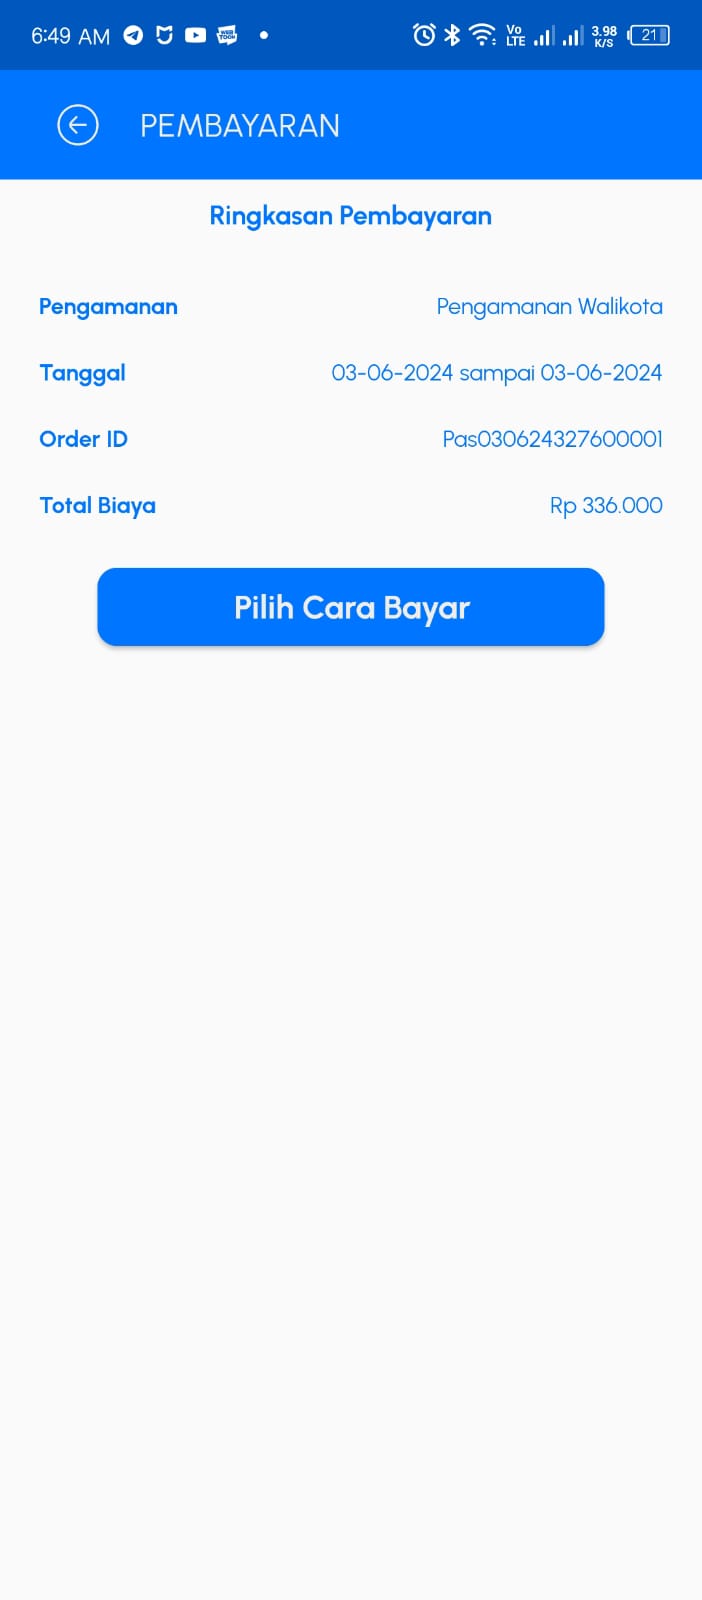 6:49 AM
Vo
LTE
3.98
K/S
21
PEMBAYARAN
Ringkasan Pembayaran
Pengamanan Pengamanan Walikota
Tanggal 03-06-2024 sampai 03-06-2024
Order ID Pas030624327600001
Total Biaya Rp 336.000
Pilih Cara Bayar